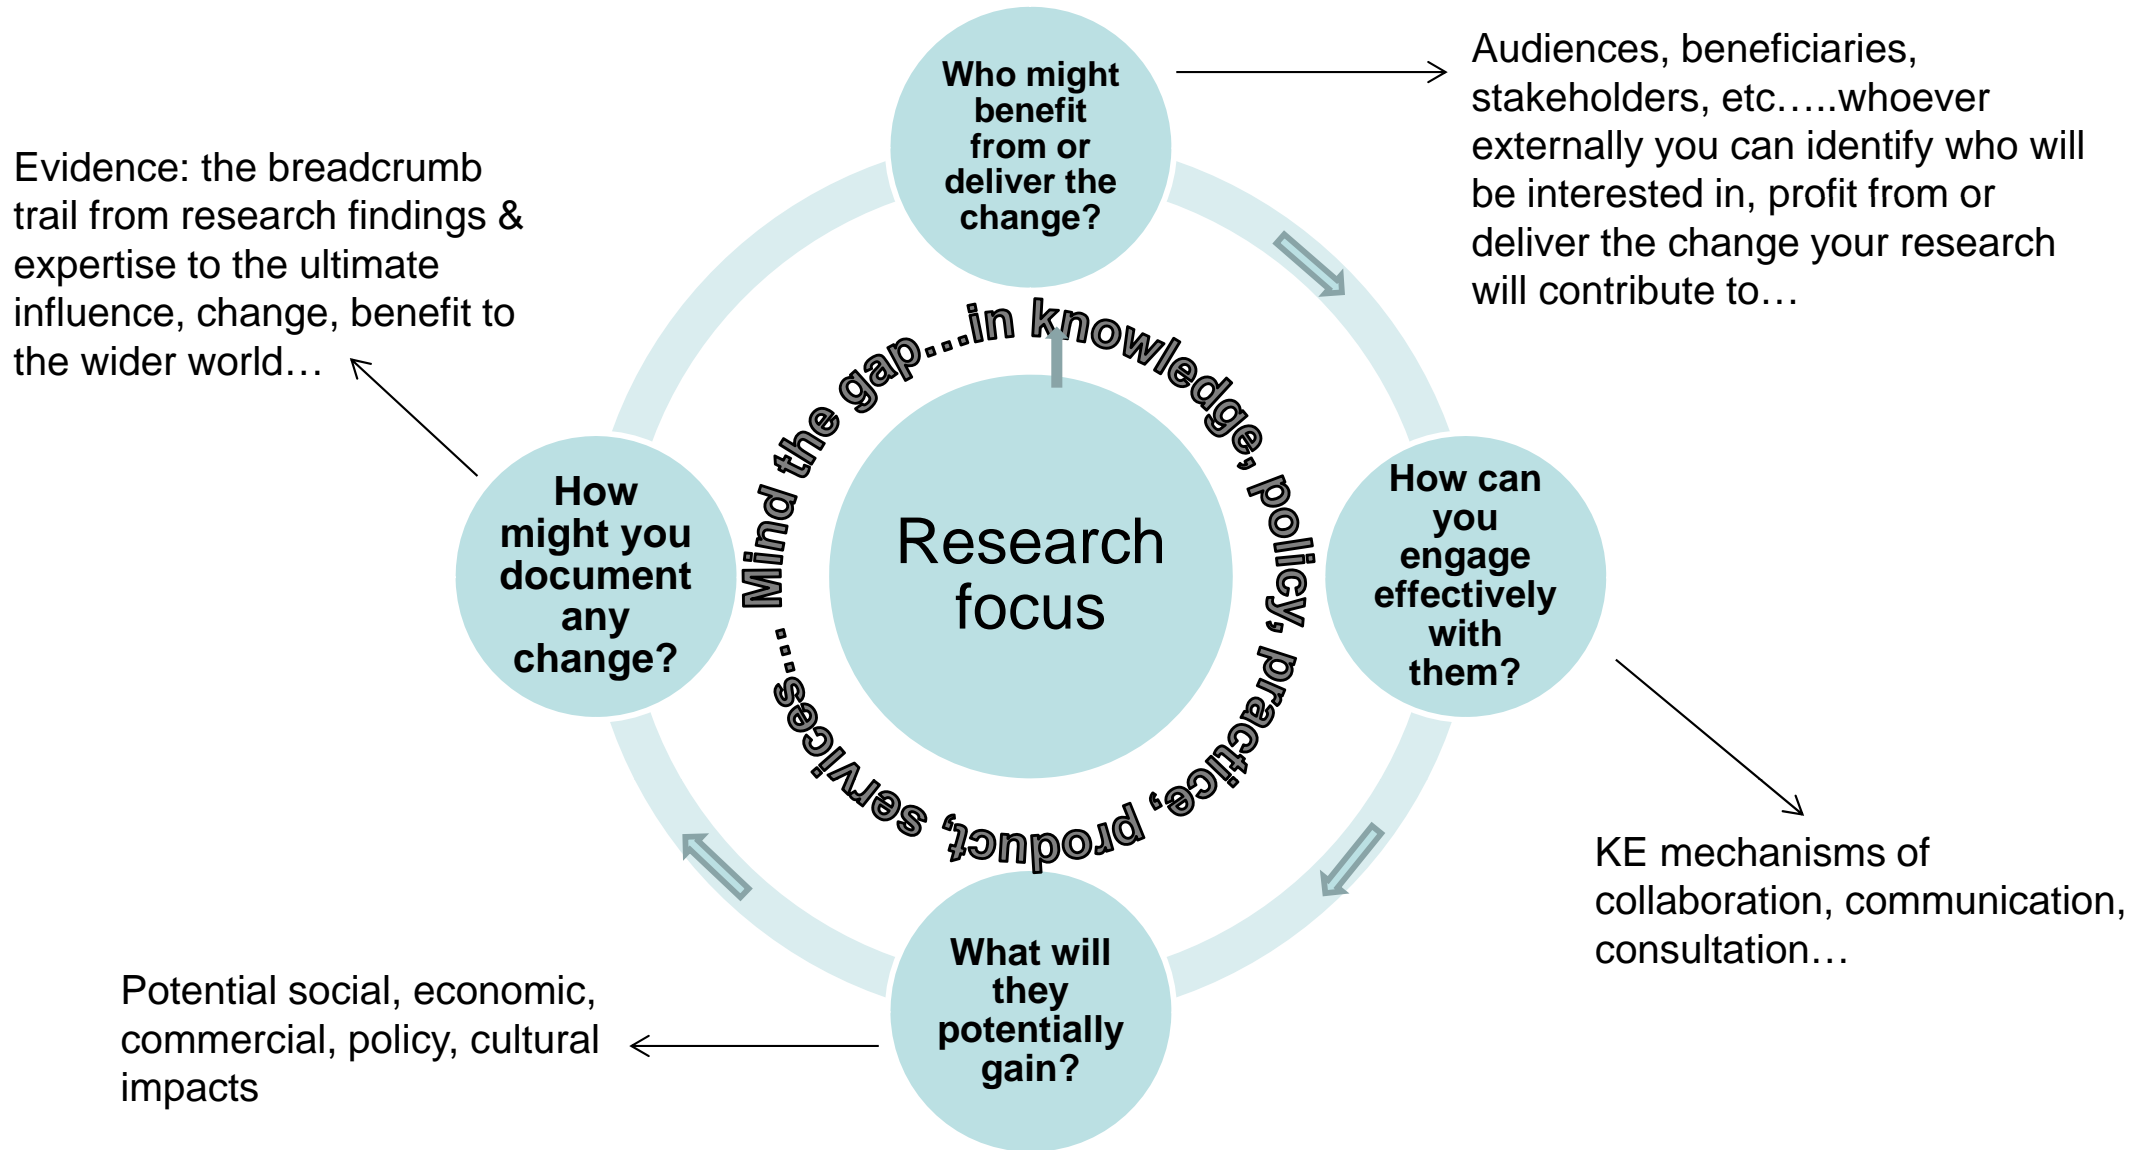 Who might
benefit
from or
deliver the
change?
Audiences, beneficiaries,
stakeholders, etc…..whoever
externally you can identify who will
be interested in, profit from or
deliver the change your research
will contribute to…
Evidence: the breadcrumb
trail from research findings &
expertise to the ultimate
influence, change, benefit to
the wider world…
Mind the gap…in knowledge, policy, practice, product, services…
How
might you
document
any
change?
Research
focus
How can
you
engage
effectively
with
them?
KE mechanisms of
collaboration, communication,
consultation…
What will
they
potentially
gain?
Potential social, economic,
commercial, policy, cultural
impacts